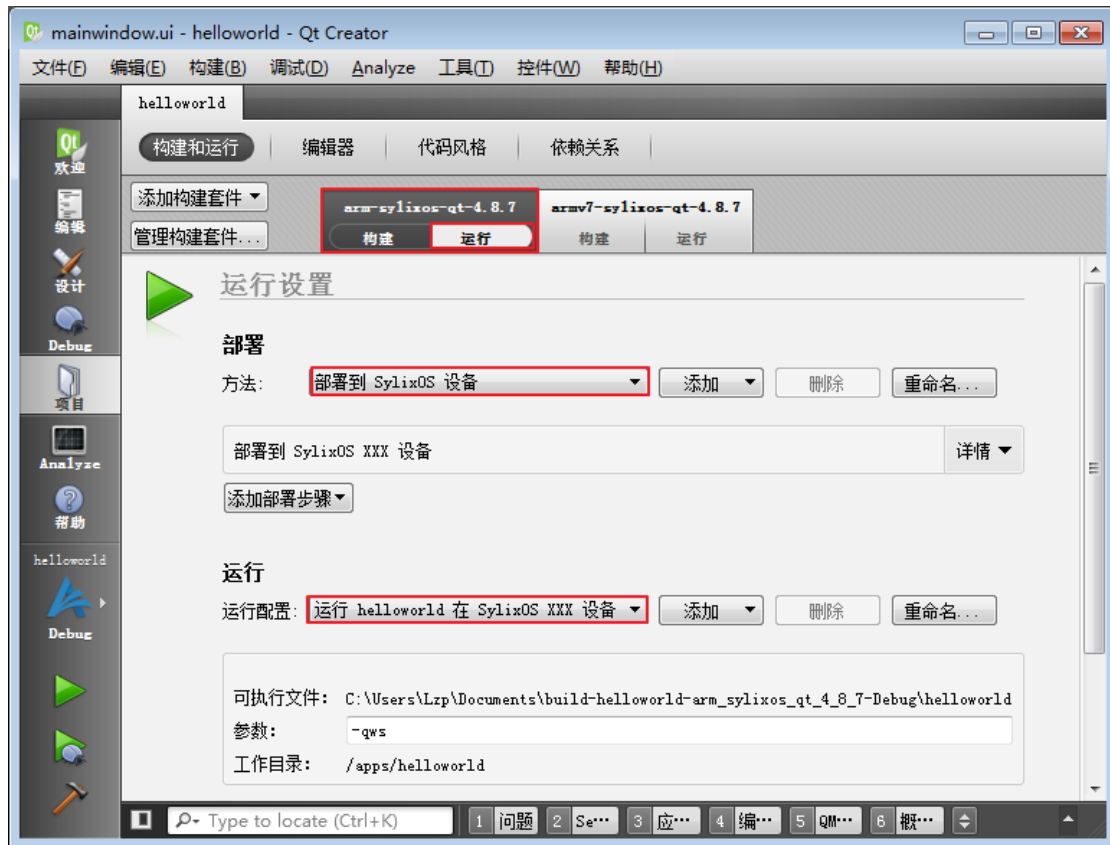 mainwindow.ui - helloworld - Qt Creator
文件(F) 编辑(E) 构建(B) 调试(D) Analyze 工具(T) 控件(W) 帮助(H)
helloworld
构建和运行 编辑器 代码风格 依赖关系
添加构建套件
管理构建套件...
arm-sylixos-qt-4.8.7 armv7-sylixos-qt-4.8.7
构建 运行 构建 运行
欢迎
编辑
设计
Debug
项目
Analyze
帮助
helloworld
Debug
运行设置
部署
方法: 部署到 SylixOS 设备 添加 删除 重命名...
部署到 SylixOS XXX 设备 详情
添加部署步骤
运行
运行配置: 运行 helloworld 在 SylixOS XXX 设备 添加 删除 重命名...
可执行文件: C:\Users\Lzp\Documents\build-helloworld-arm_sylixos_qt_4_8_7-Debug\helloworld
参数: -qws
工作目录: /apps/helloworld
Type to locate (Ctrl+K) 1 问题 2 Se... 3 应... 4 编... 5 QM... 6 概...